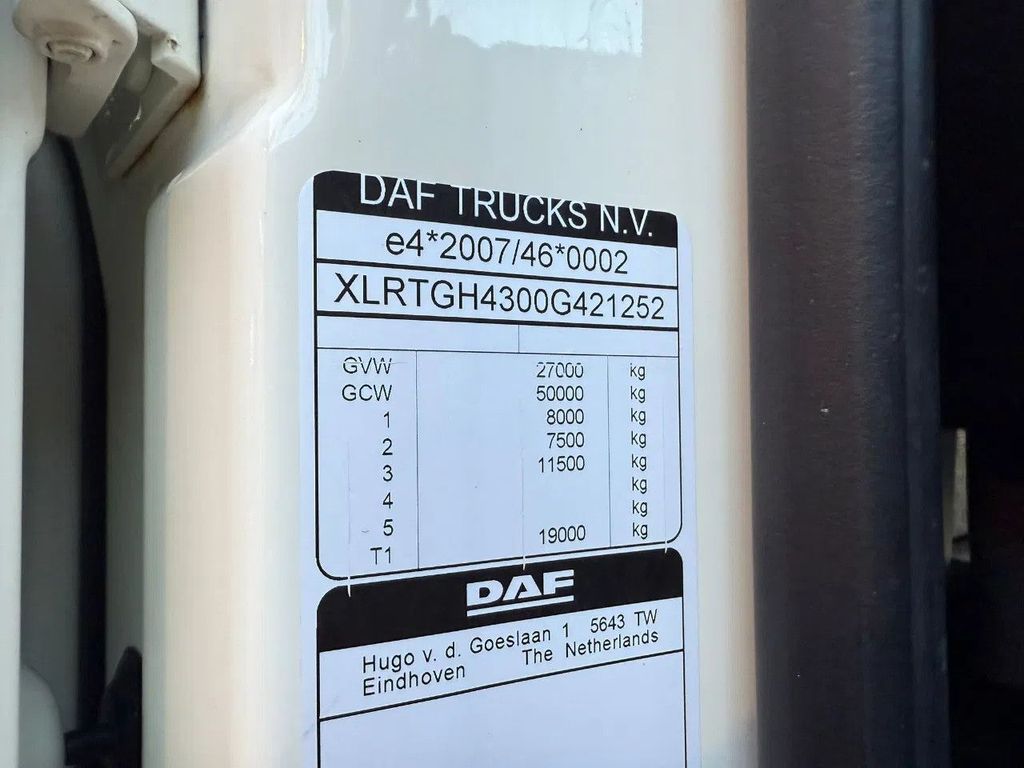 DAF TRUCKS N.V.
e4*2007/46*0002
XLRTGH4300G421252
GVW 27000 kg
GCW 50000 kg
1 8000 kg
2 7500 kg
3 11500 kg
4 kg
5 kg
T1 19000 kg
DAF
Hugo v. d. Goeslaan 1 5643 TW
Eindhoven The Netherlands